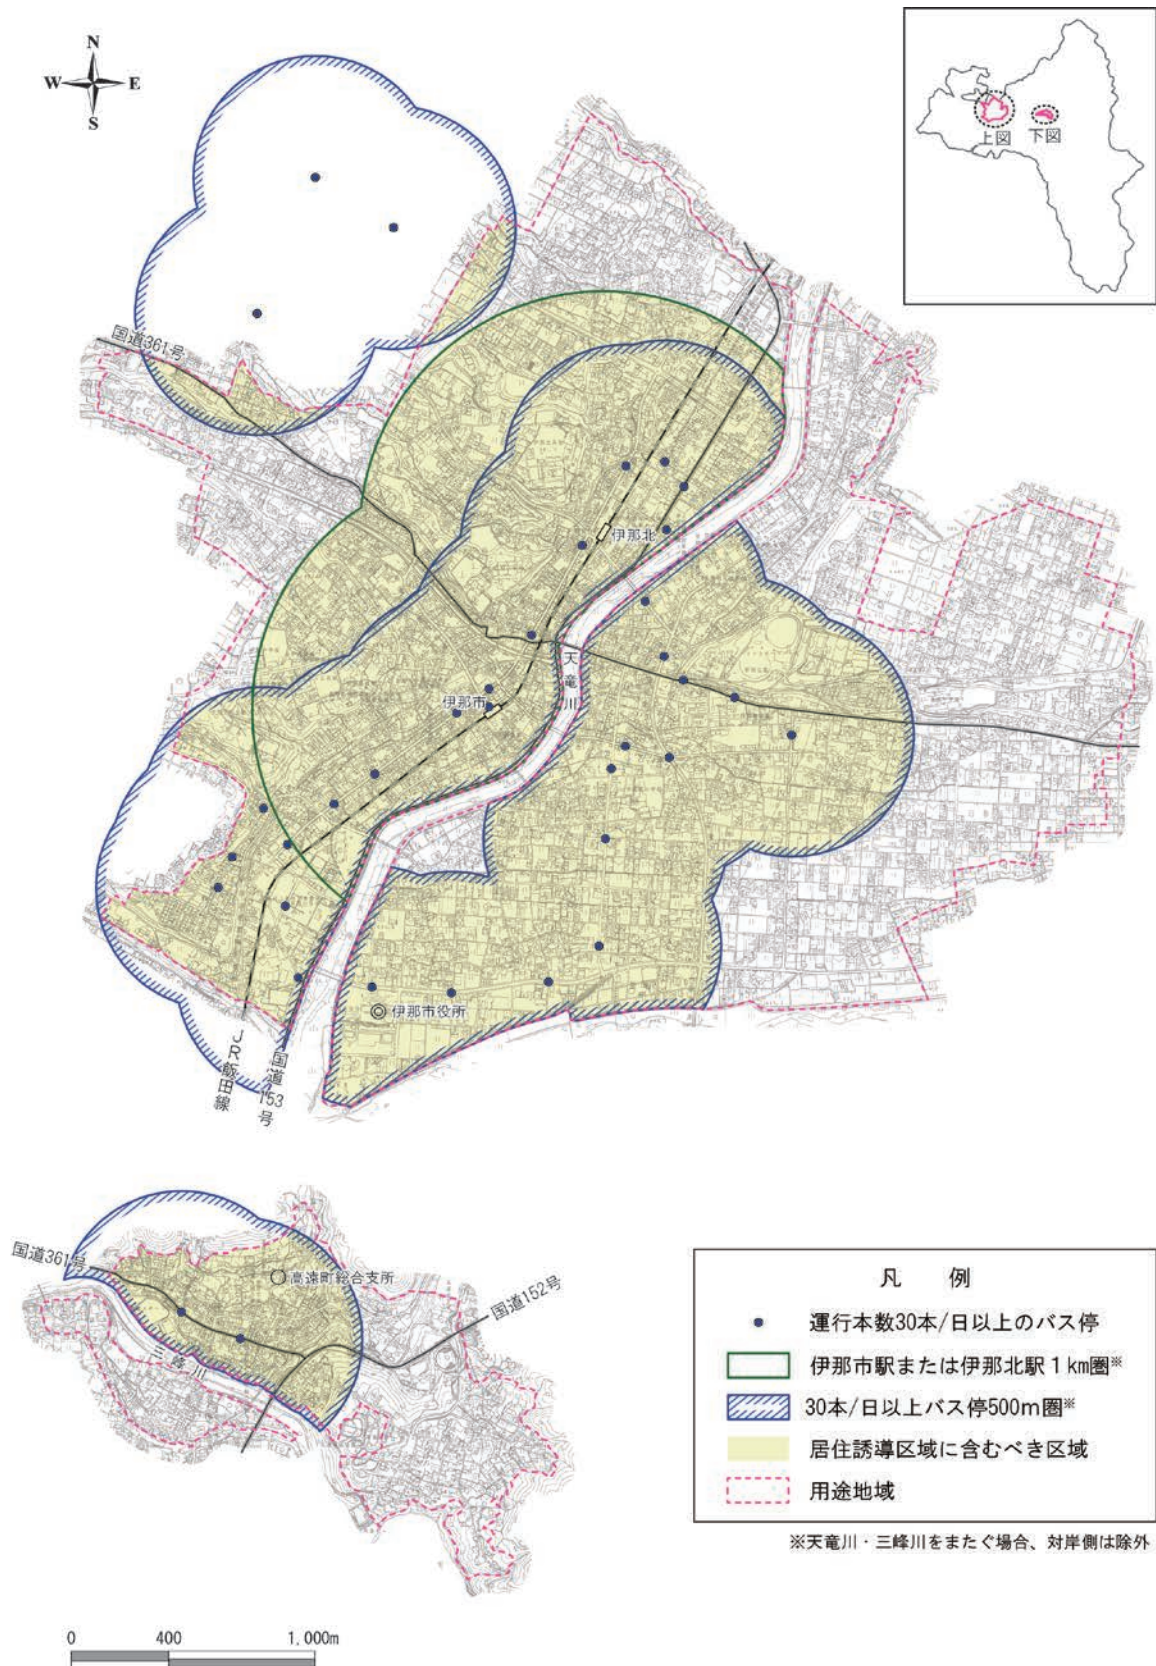 N
W E
S
上図
下図
国道361号
伊那北
天竜川
伊那市
伊那市役所
JR飯田線
国道153号
国道361号
高遠町総合支所
国道152号
三峰川
凡 例
運行本数30本/日以上のバス停
伊那市駅または伊那北駅1km圏※
30本/日以上バス停500m圏※
居住誘導区域に含むべき区域
用途地域
※天竜川・三峰川をまたぐ場合、対岸側は除外
0 400 1,000m